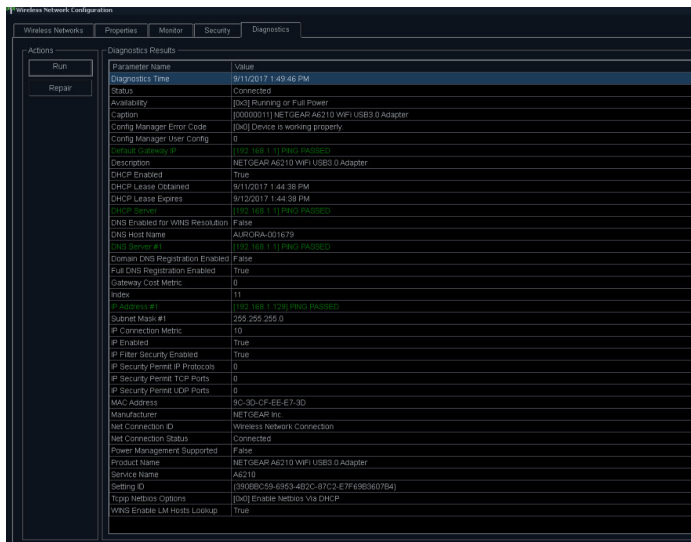 Wireless Network Configuration
Wireless Networks Properties Monitor Security Diagnostics
Actions
Run
Repair
Diagnostics Results
Parameter Name Value
Diagnostics Time 9/11/2017 1:49:46 PM
Status Connected
Availability [0x3] Running or Full Power
Caption [00000011] NETGEAR A6210 WiFi USB3.0 Adapter
Config Manager Error Code [0x0] Device is working properly.
Config Manager User Config 0
Default Gateway IP [192.168.1.1] PING PASSED
Description NETGEAR A6210 WiFi USB3.0 Adapter
DHCP Enabled True
DHCP Lease Obtained 9/11/2017 1:44:38 PM
DHCP Lease Expires 9/12/2017 1:44:38 PM
DHCP Server [192.168.1.1] PING PASSED
DNS Enabled for WINS Resolution False
DNS Host Name AURORA-001679
DNS Server #1 [192.168.1.1] PING PASSED
Domain DNS Registration Enabled False
Full DNS Registration Enabled True
Gateway Cost Metric 0
Index 11
IP Address #1 [192.168.1.129] PING PASSED
Subnet Mask #1 255.255.255.0
IP Connection Metric 10
IP Enabled True
IP Filter Security Enabled True
IP Security Permit IP Protocols 0
IP Security Permit TCP Ports 0
IP Security Permit UDP Ports 0
MAC Address 9C-3D-CF-EE-E7-3D
Manufacturer NETGEAR Inc.
Net Connection ID Wireless Network Connection
Net Connection Status Connected
Power Management Supported False
Product Name NETGEAR A6210 WiFi USB3.0 Adapter
Service Name A6210
Setting ID {390BBC59-6953-4B2C-87C2-E7F69B3607B4}
Tcpip Netbios Options [0x0] Enable Netbios Via DHCP
WINS Enable LM Hosts Lookup True